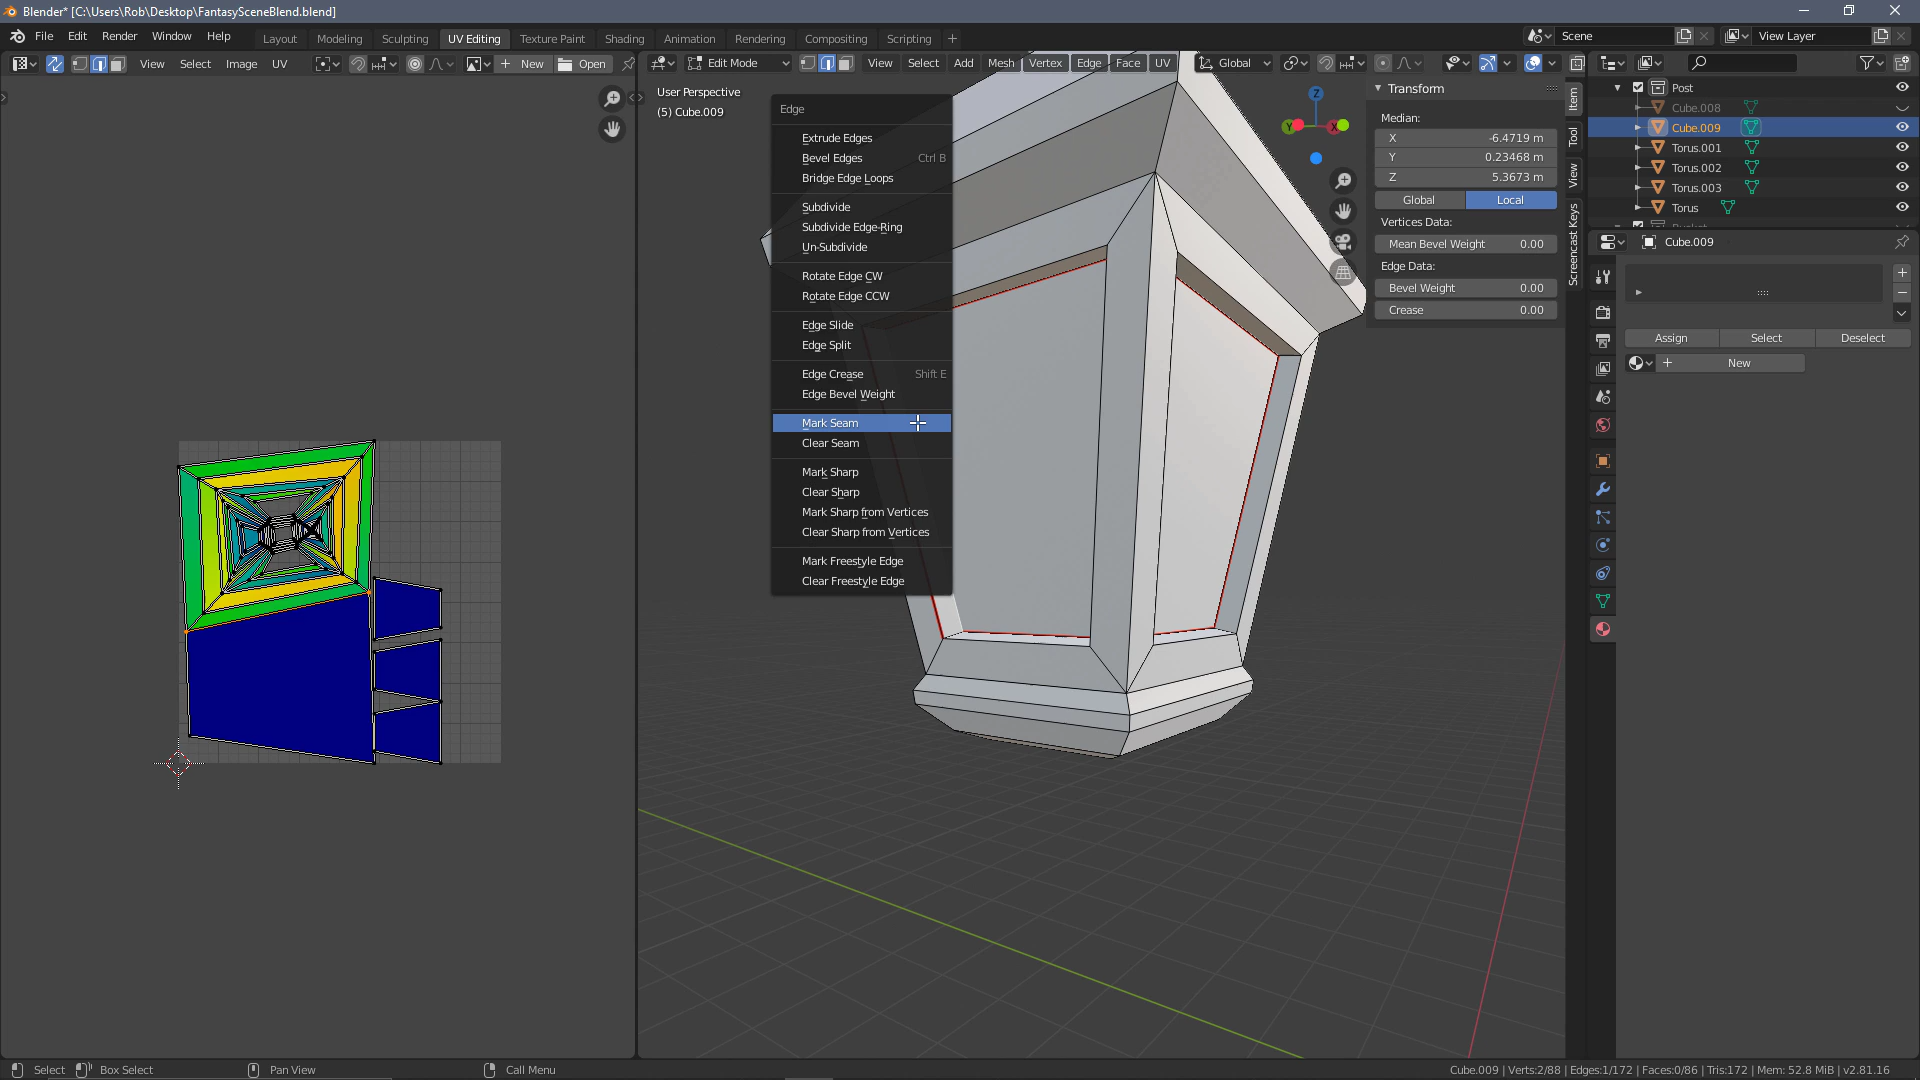 Blender* [C:\Users\Rob\Desktop\FantasySceneBlend.blend]
File Edit Render Window Help
Layout Modeling Sculpting UV Editing Texture Paint Shading Animation Rendering Compositing Scripting +
Scene
View Layer
View Select Image UV
+ New Open
Edit Mode
View Select Add Mesh Vertex Edge Face UV
Global
User Perspective
(5) Cube.009
Edge
Extrude Edges
Bevel Edges Ctrl B
Bridge Edge Loops
Subdivide
Subdivide Edge-Ring
Un-Subdivide
Rotate Edge CW
Rotate Edge CCW
Edge Slide
Edge Split
Edge Crease Shift E
Edge Bevel Weight
Mark Seam
Clear Seam
Mark Sharp
Clear Sharp
Mark Sharp from Vertices
Clear Sharp from Vertices
Mark Freestyle Edge
Clear Freestyle Edge
Z
Y
X
Transform
Median:
X -6.4719 m
Y 0.23468 m
Z 5.3673 m
Global Local
Vertices Data:
Mean Bevel Weight 0.00
Edge Data:
Bevel Weight 0.00
Crease 0.00
Item
Tool
View
Screencast Keys
Post
Cube.008
Cube.009
Torus.001
Torus.002
Torus.003
Torus
Cube.009
Assign Select Deselect
+ New
Select Box Select Pan View Call Menu
Cube.009 | Verts:2/88 | Edges:1/172 | Faces:0/86 | Tris:172 | Mem: 52.8 MiB | v2.81.16